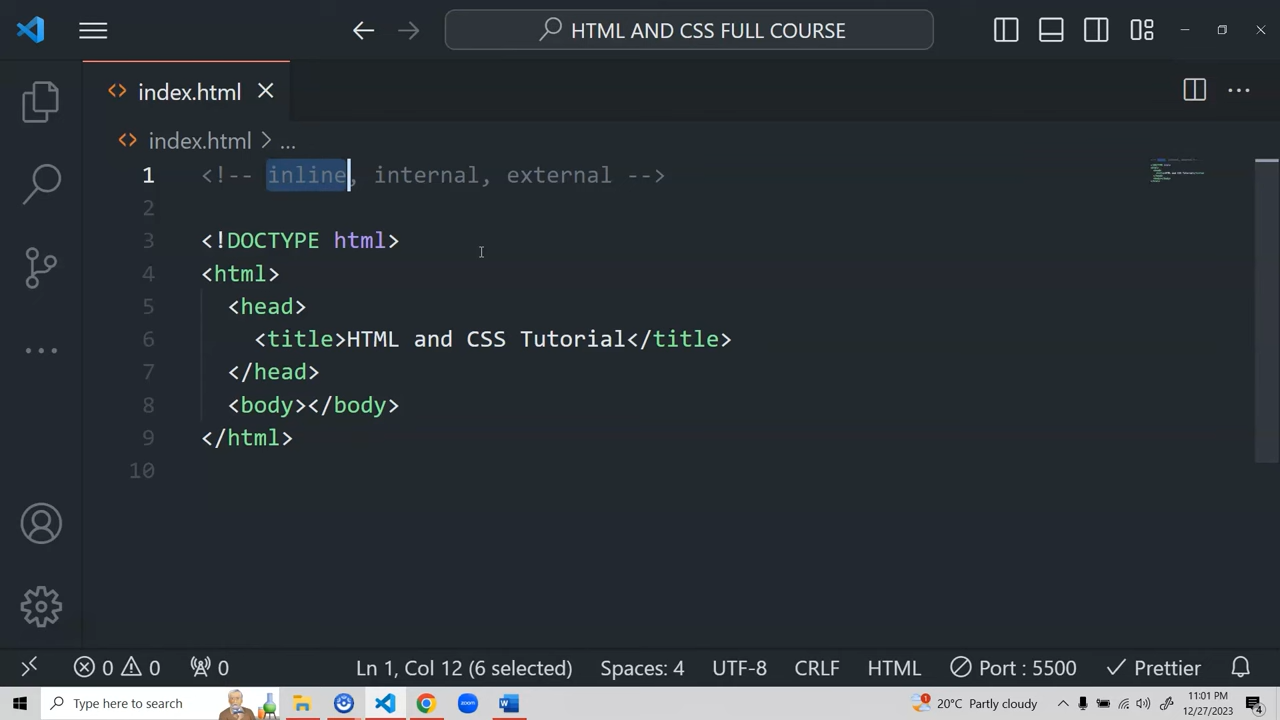 HTML AND CSS FULL COURSE
index.html
index.html > ...
1 <!-- inline, internal, external -->
2
3 <!DOCTYPE html>
4 <html>
5 <head>
6 <title>HTML and CSS Tutorial</title>
7 </head>
8 <body></body>
9 </html>
10
0 0 0 Ln 1, Col 12 (6 selected) Spaces: 4 UTF-8 CRLF HTML Port : 5500 Prettier
Type here to search zoom W 1 20°C Partly cloudy 11:01 PM
12/27/2023 4